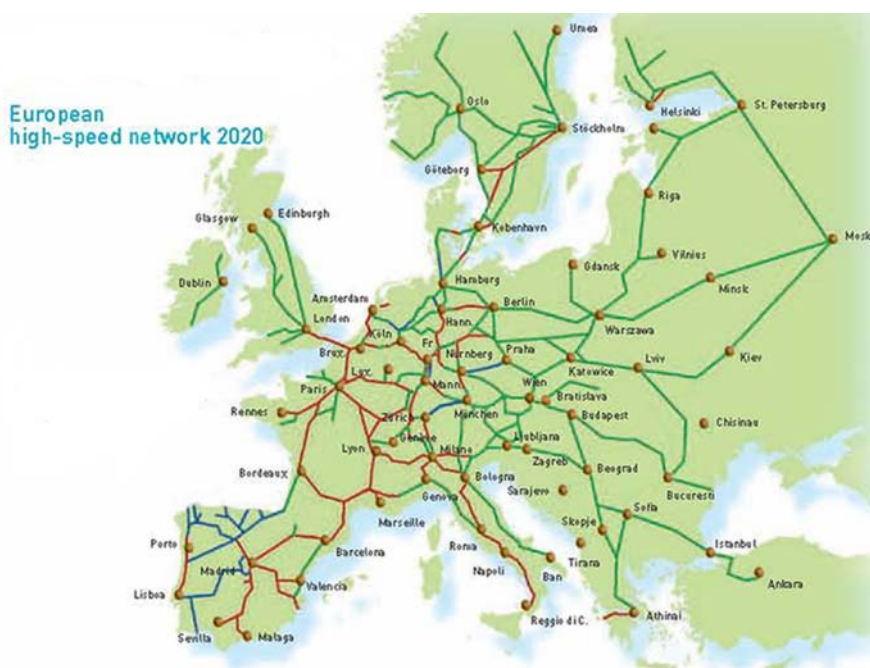 European
high-speed network 2020
Umea
Oslo
Helsinki
St. Petersburg
Stöckholm
Göteborg
Riga
Glasgow
Edinburgh
Kobenhavn
Mosk
Vilnius
Gdansk
Dublin
Minsk
Hamburg
Amsterdam
Berlin
London
Hann.
Warszawa
Köln
Fr
Brux.
Nürnberg
Praha
Kiev
Lux.
Katowice
Lviv
Paris
Mann.
Wien
Bratislava
Rennes
Zürich
München
Budapest
Chisinau
Genève
Ljubljana
Lyon
Milano
Zagreb
Bordeaux
Bologna
Beograd
Sarajevo
Bucuresti
Genova
Marseille
Sofia
Skopje
Porto
Barcelona
Roma
Istanbul
Madrid
Tirana
Napoli
Ban
Valencia
Ankara
Lisboa
Reggio di C.
Athinai
Sevilla
Malaga